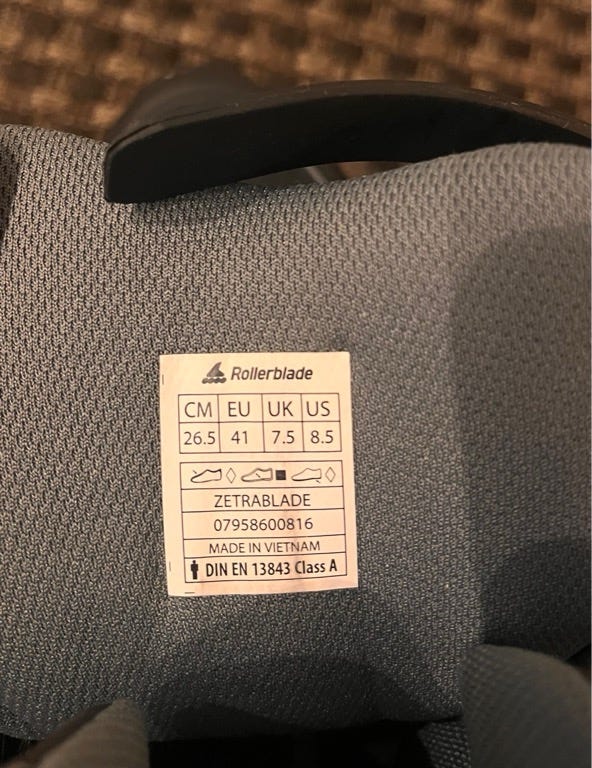 Rollerblade
CM EU UK US
26.5 41 7.5 8.5
ZETRABLADE
07958600816
MADE IN VIETNAM
DIN EN 13843 Class A